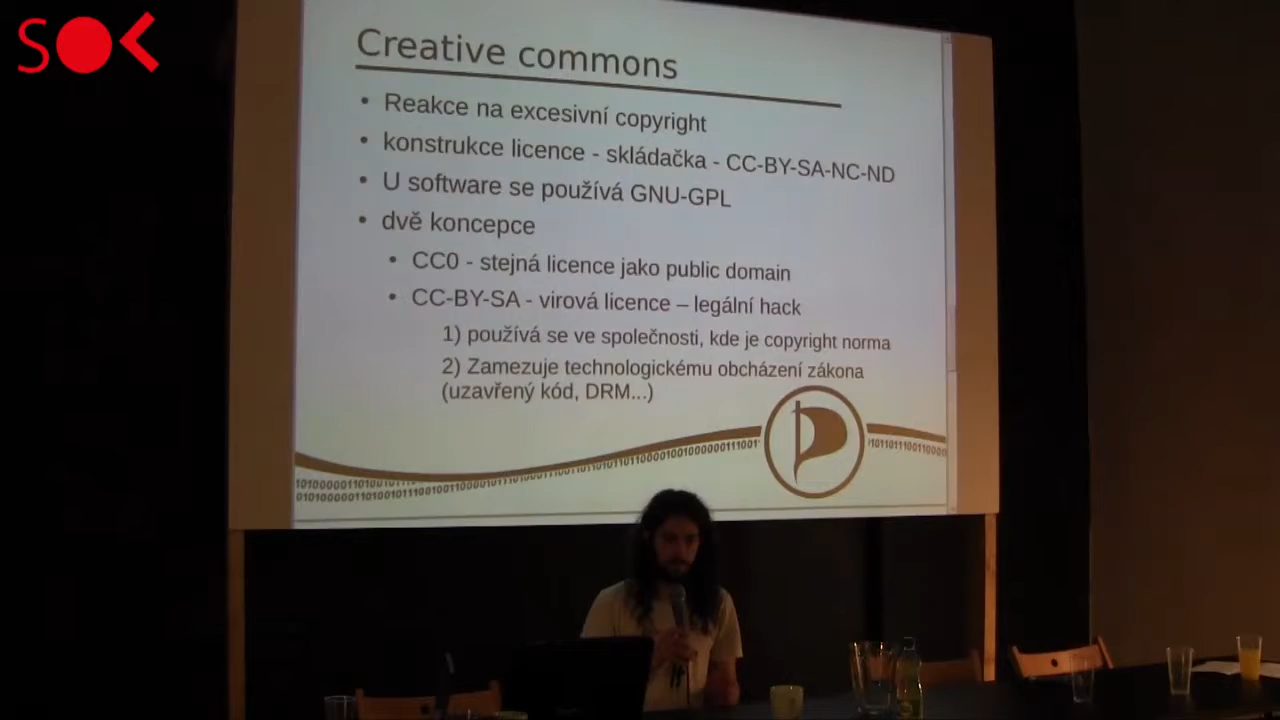 SOK
Creative commons
• Reakce na excesivní copyright
• konstrukce licence - skládačka - CC-BY-SA-NC-ND
• U software se používá GNU-GPL
• dvě koncepce
• CC0 - stejná licence jako public domain
• CC-BY-SA - virová licence – legální hack
1) používá se ve společnosti, kde je copyright norma
2) Zamezuje technologickému obcházení zákona
(uzavřený kód, DRM...)